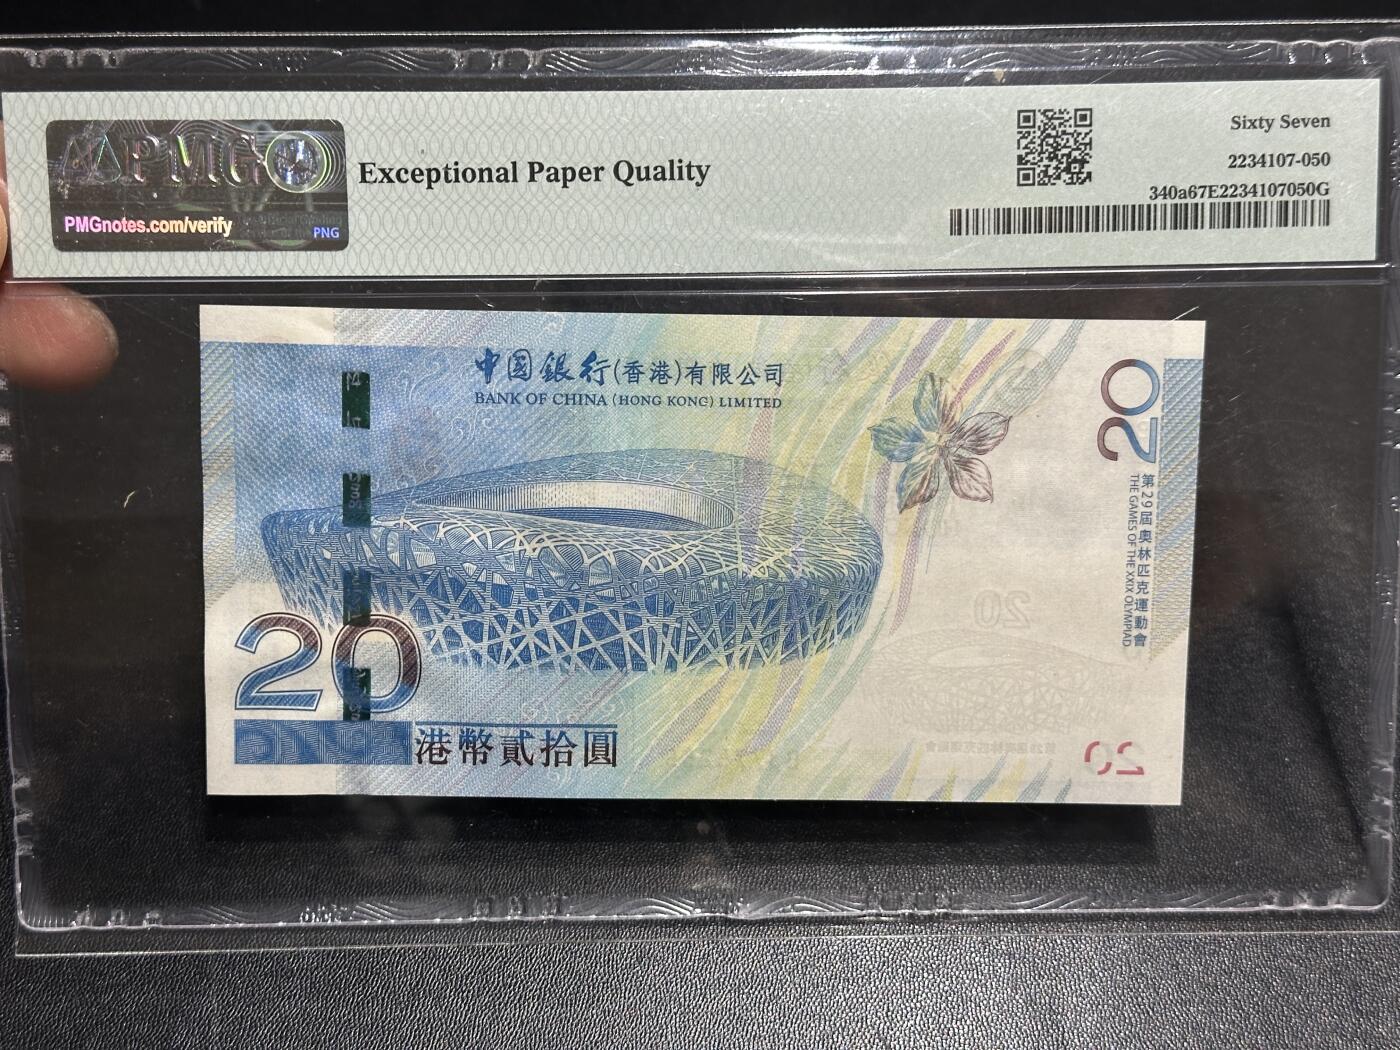 PMG
PMGnotes.com/verify
PNG
Exceptional Paper Quality
Sixty Seven
2234107-050
340a67E2234107050G
中國銀行(香港)有限公司
BANK OF CHINA (HONG KONG) LIMITED
20
第29屆奧林匹克運動會
THE GAMES OF THE XXIX OLYMPIAD
20
20
港幣貳拾圓
20